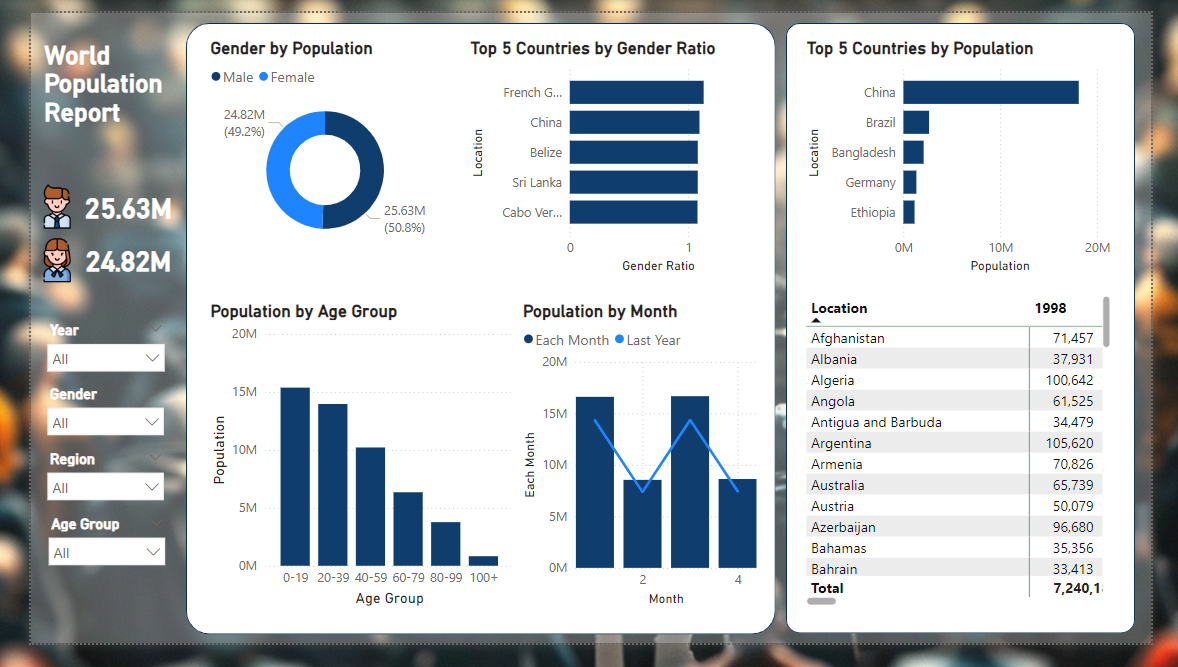 World
Population
Report
25.63M
24.82M
Year
All
Gender
All
Region
All
Age Group
All
Gender by Population
Male Female
24.82M
(49.2%)
25.63M
(50.8%)
Top 5 Countries by Gender Ratio
Location
French G...
China
Belize
Sri Lanka
Cabo Ver...
0 1
Gender Ratio
Population by Age Group
Population
20M
15M
10M
5M
0M
0-19 20-39 40-59 60-79 80-99 100+
Age Group
Population by Month
Each Month Last Year
Each Month
20M
15M
10M
5M
0M
2 4
Month
Top 5 Countries by Population
Location
China
Brazil
Bangladesh
Germany
Ethiopia
0M 10M 20M
Population
Location 1998
Afghanistan 71,457
Albania 37,931
Algeria 100,642
Angola 61,525
Antigua and Barbuda 34,479
Argentina 105,620
Armenia 70,826
Australia 65,739
Austria 50,079
Azerbaijan 96,680
Bahamas 35,356
Bahrain 33,413
Total 7,240,1